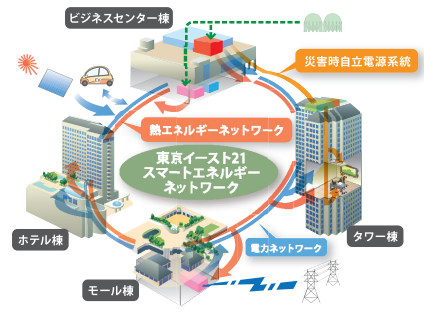 ビジネスセンター棟
災害時自立電源系統
熱エネルギーネットワーク
東京イースト21
スマートエネルギー
ネットワーク
ホテル棟
タワー棟
電力ネットワーク
モール棟